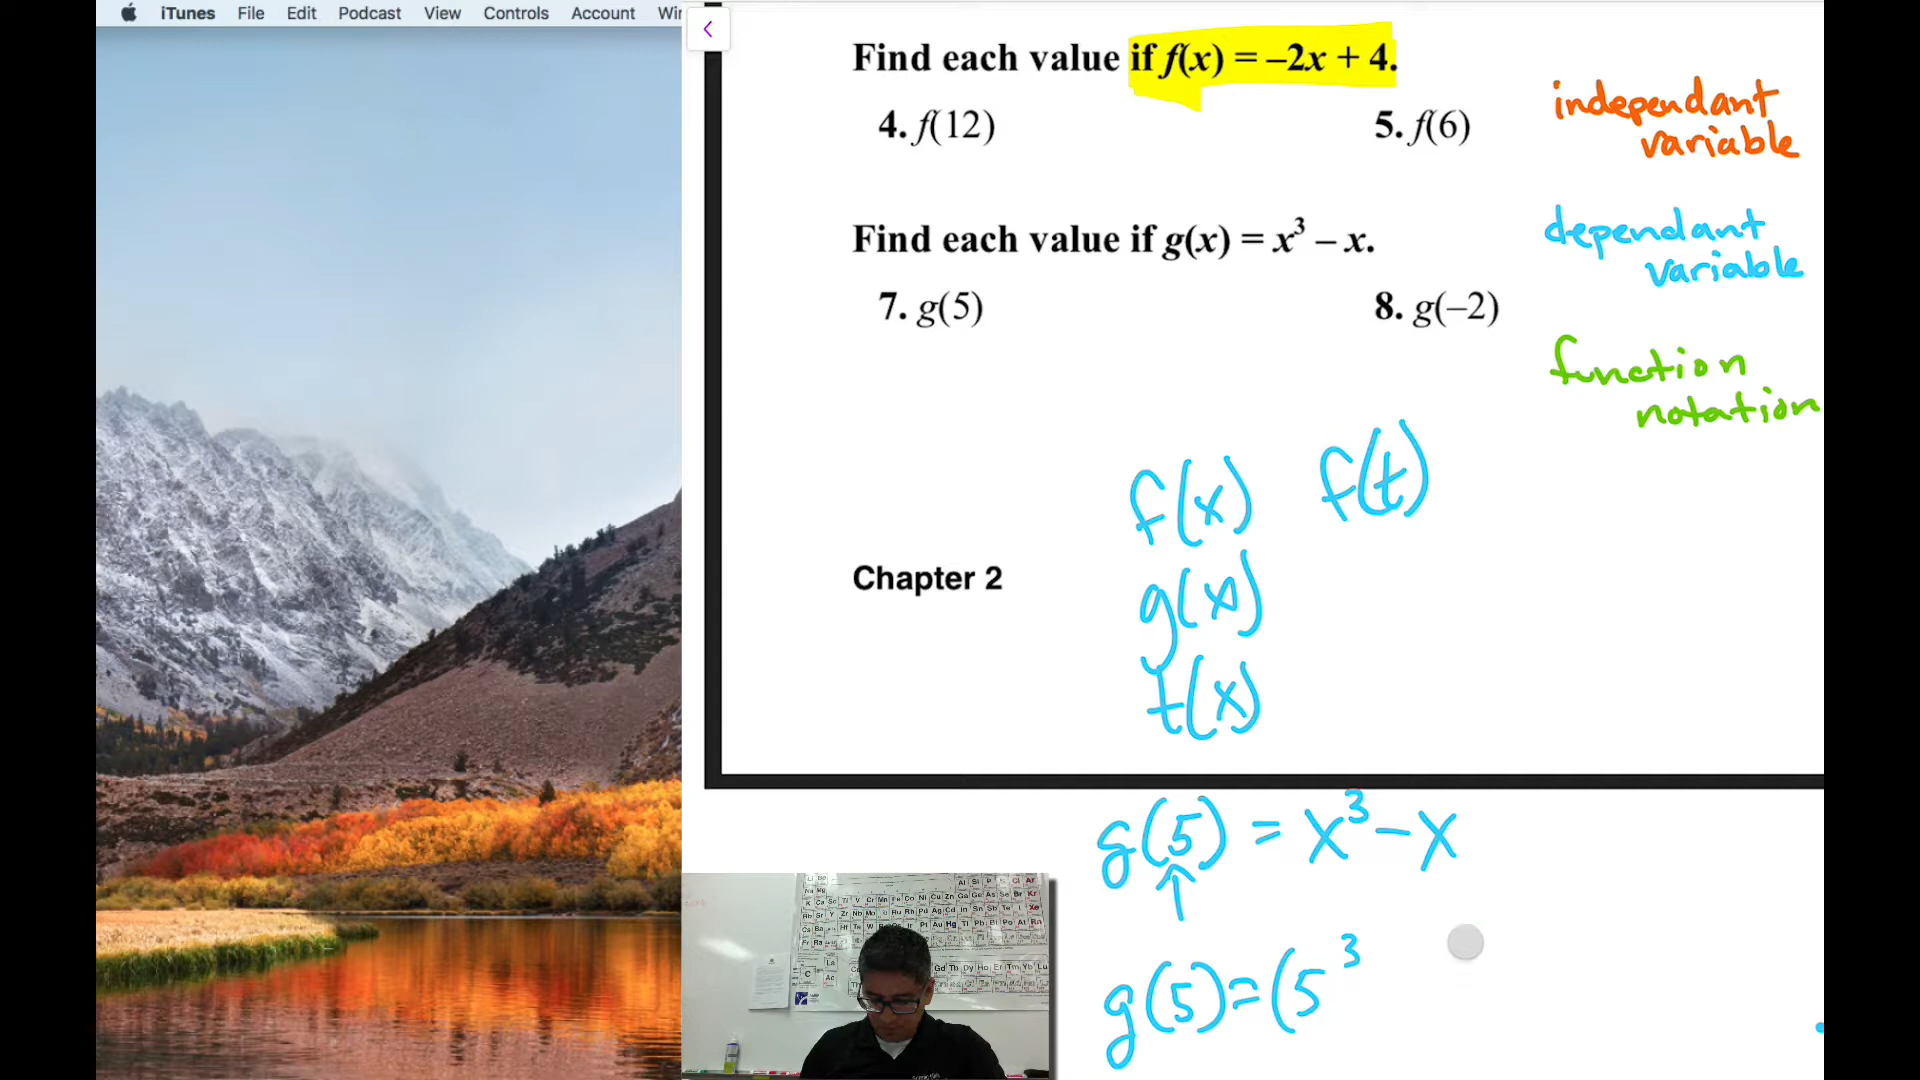 iTunes File Edit Podcast View Controls Account
Find each value if f(x) = –2x + 4.
4. f(12) 5. f(6)
Find each value if g(x) = x³ – x.
7. g(5) 8. g(–2)
independant
variable
dependant
variable
function
notation
f(x) f(t)
g(x)
t(x)
Chapter 2
g(5) = x³ – x
↑
g(5) = (5³